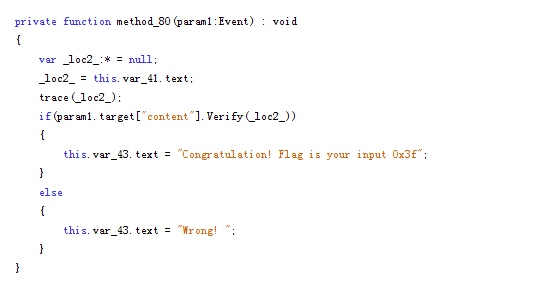 private function method_80(param1:Event) : void
{
var _loc2_:* = null;
_loc2_ = this.var_41.text;
trace(_loc2_);
if(param1.target["content"].Verify(_loc2_))
{
this.var_43.text = "Congratulation! Flag is your input 0x3f";
}
else
{
this.var_43.text = "Wrong! ";
}
}